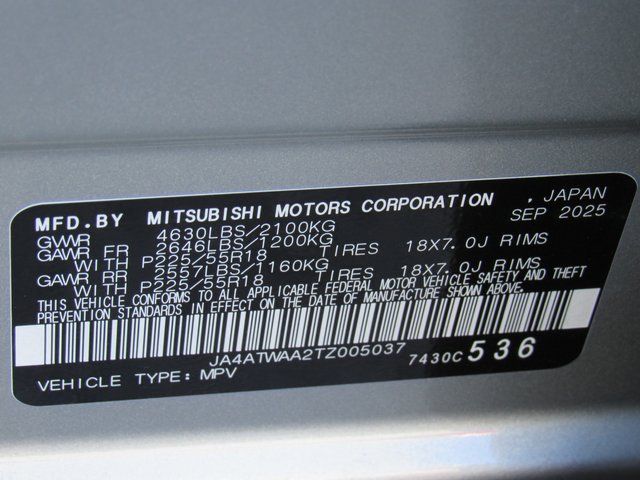 MFD.BY MITSUBISHI MOTORS CORPORATION , JAPAN
GVWR 4630LBS/2100KG SEP 2025
GAWR FR 2646LBS/1200KG
WITH P225/55R18 TIRES 18X7.0J RIMS
GAWR RR 2557LBS/1160KG
WITH P225/55R18 TIRES 18X7.0J RIMS
THIS VEHICLE CONFORMS TO ALL APPLICABLE FEDERAL MOTOR VEHICLE SAFETY AND THEFT
PREVENTION STANDARDS IN EFFECT ON THE DATE OF MANUFACTURE SHOWN ABOVE.
JA4ATWAA2TZ005037 7430C 536
VEHICLE TYPE:MPV